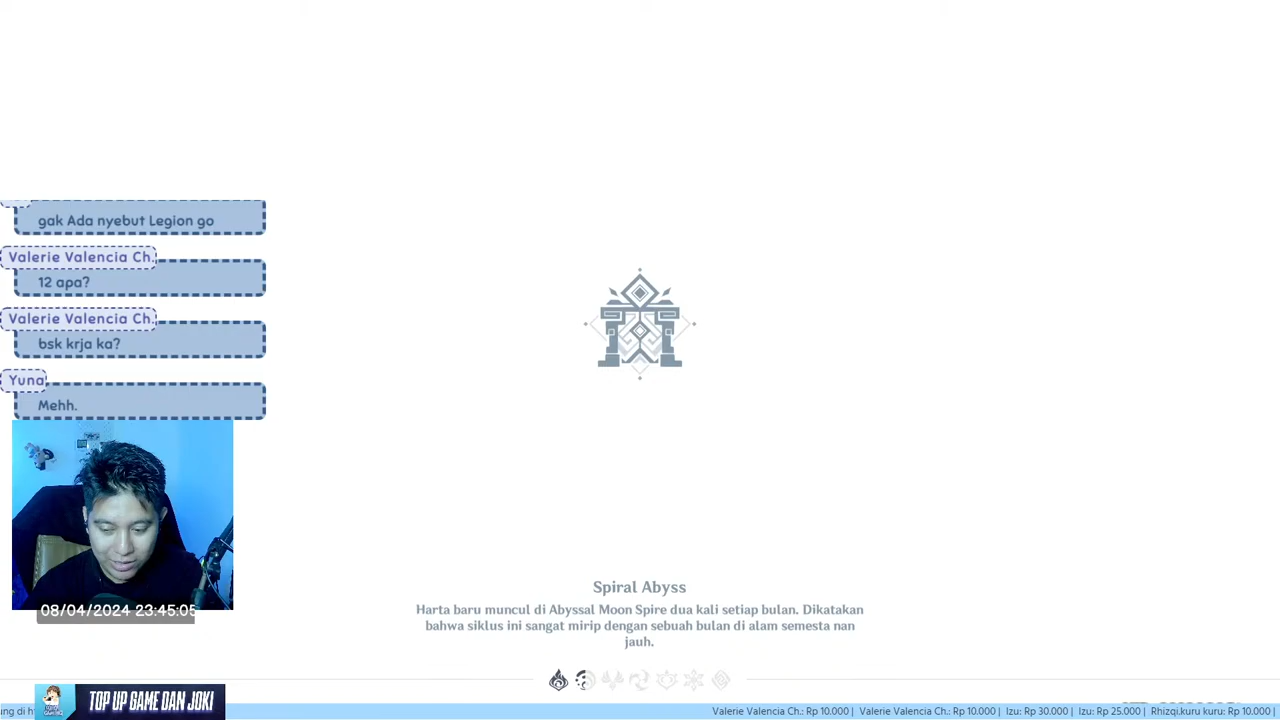 gak Ada nyebut Legion go
Valerie Valencia Ch.
12 apa?
Valerie Valencia Ch.
bsk krja ka?
Yuna
Mehh.
08/04/2024 23:45:05
Spiral Abyss
Harta baru muncul di Abyssal Moon Spire dua kali setiap bulan. Dikatakan
bahwa siklus ini sangat mirip dengan sebuah bulan di alam semesta nan
jauh.
TOP UP GAME DAN JOKI
ung di h
Valerie Valencia Ch.: Rp 10.000 | Valerie Valencia Ch.: Rp 10.000 | Izu: Rp 30.000 | Izu: Rp 25.000 | Rhizqi.kuru kuru: Rp 10.000 |